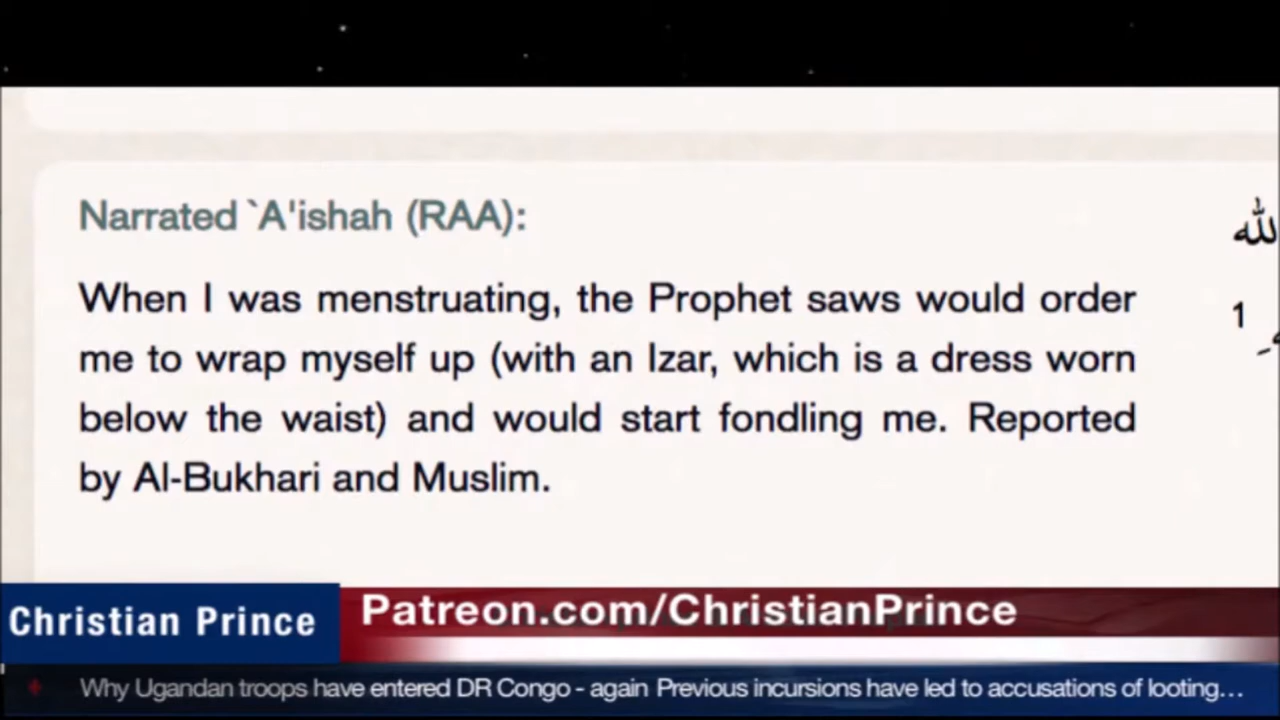 Narrated `A'ishah (RAA):
When I was menstruating, the Prophet saws would order
me to wrap myself up (with an Izar, which is a dress worn
below the waist) and would start fondling me. Reported
by Al-Bukhari and Muslim.
الله
1
Christian Prince
Patreon.com/ChristianPrince
Why Ugandan troops have entered DR Congo - again Previous incursions have led to accusations of looting...